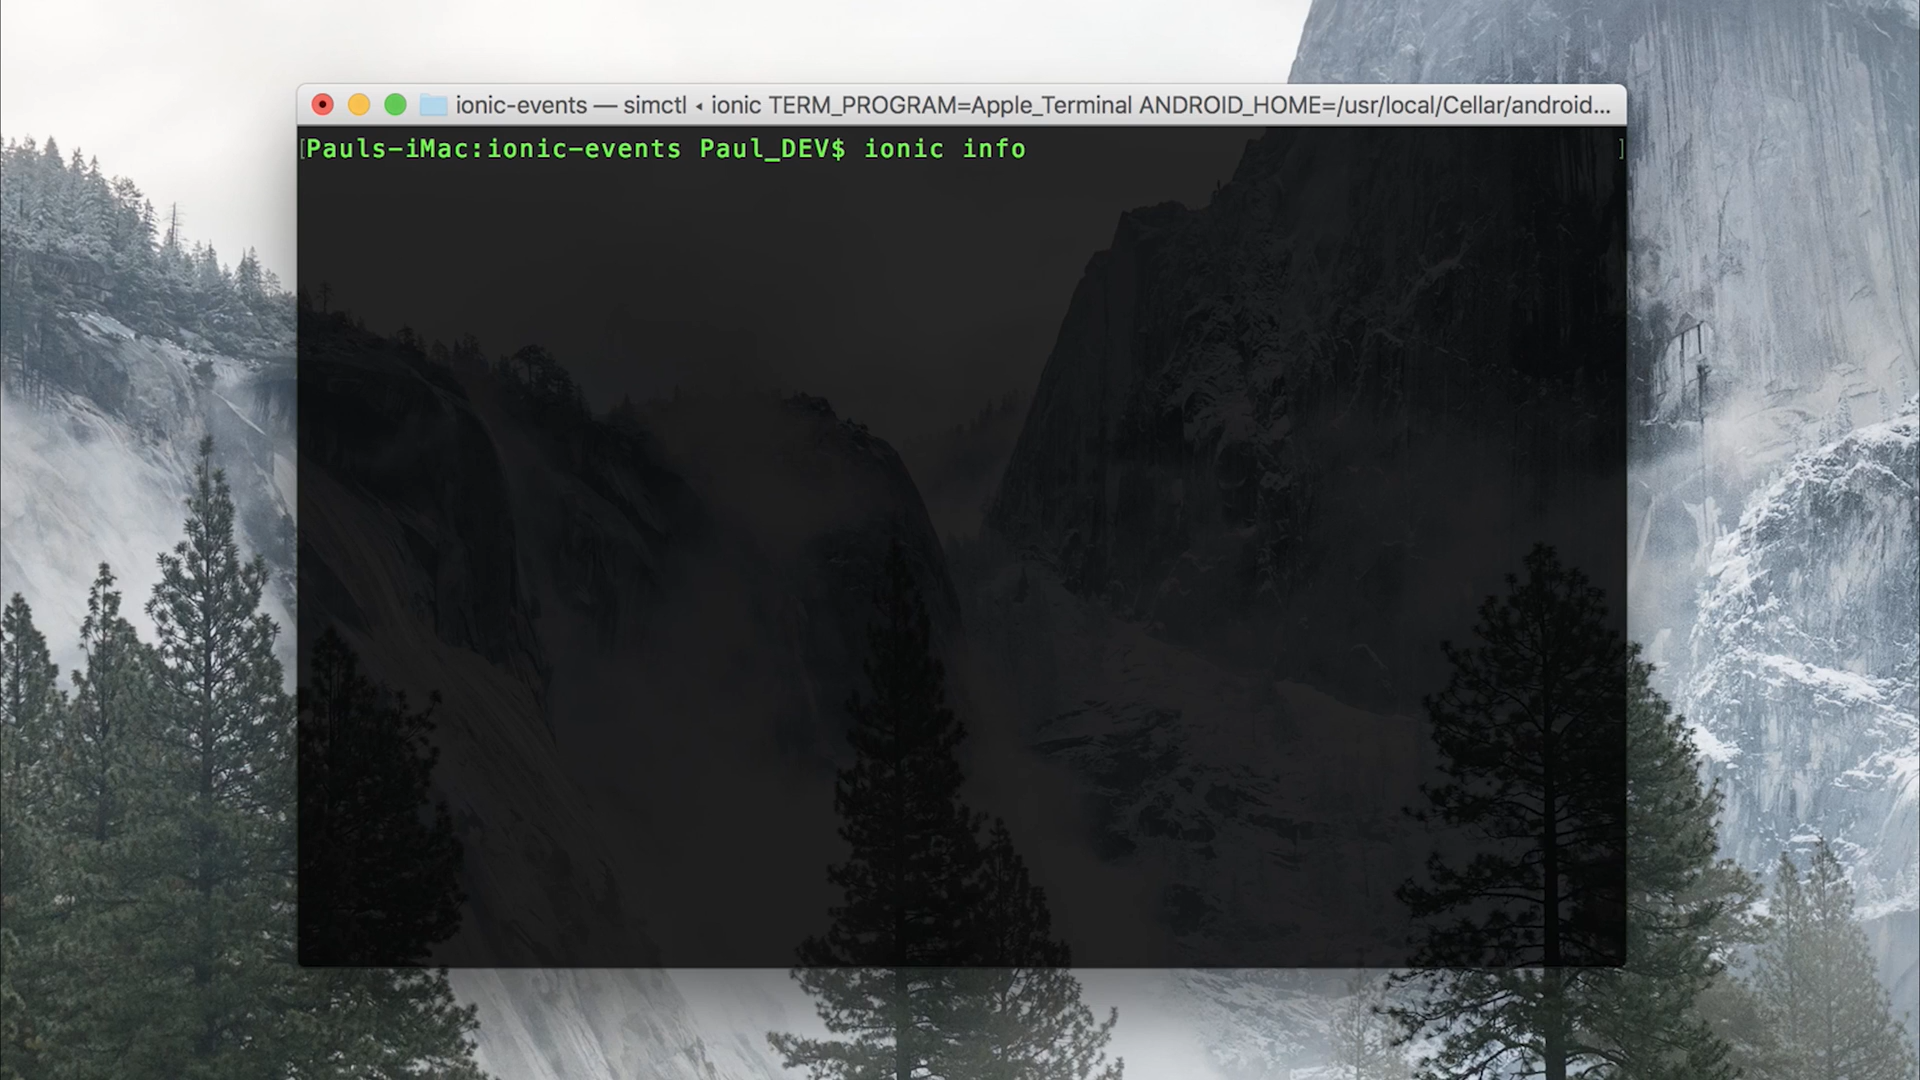 ionic-events — simctl ◂ ionic TERM_PROGRAM=Apple_Terminal ANDROID_HOME=/usr/local/Cellar/android...
[Pauls-iMac:ionic-events Paul_DEV$ ionic info ]